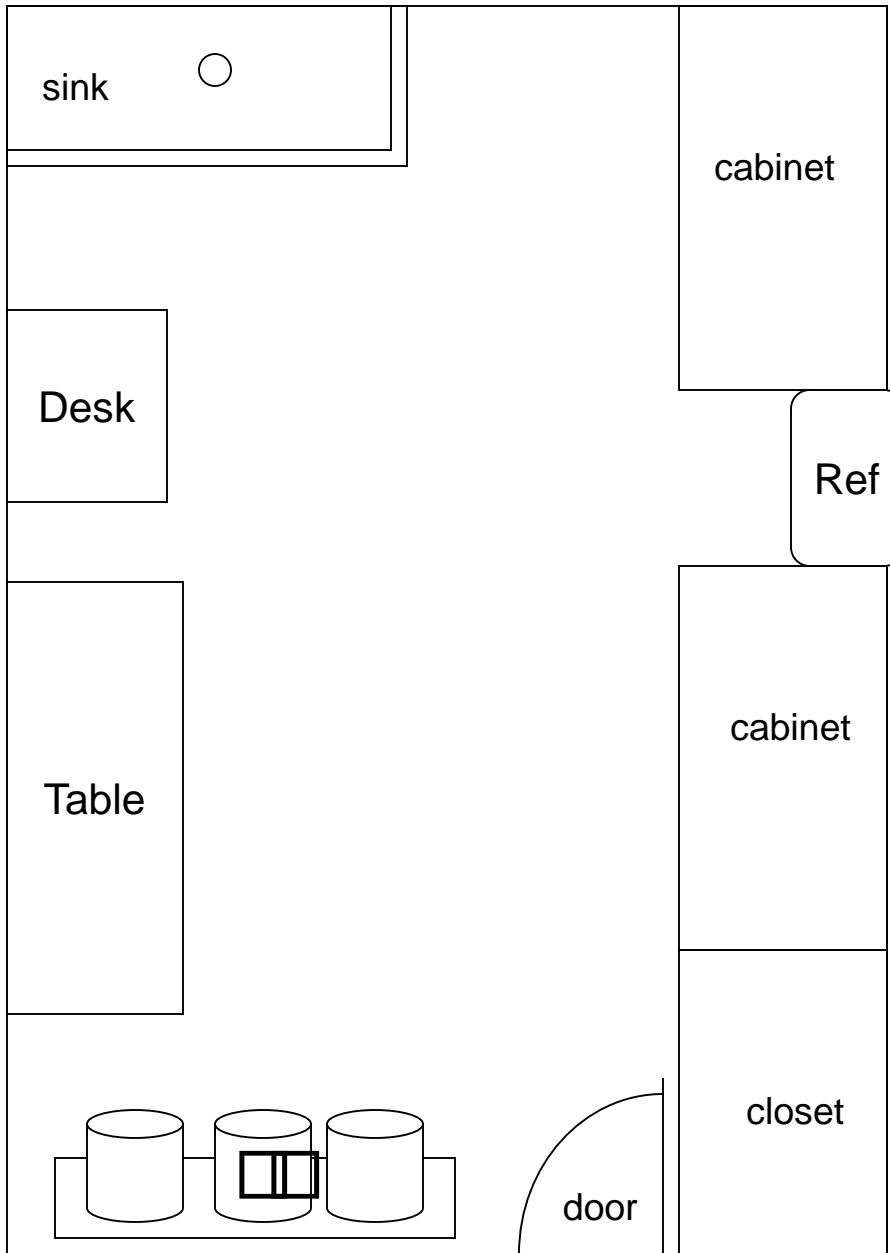 sink
cabinet
Desk
Ref
cabinet
Table
closet
door